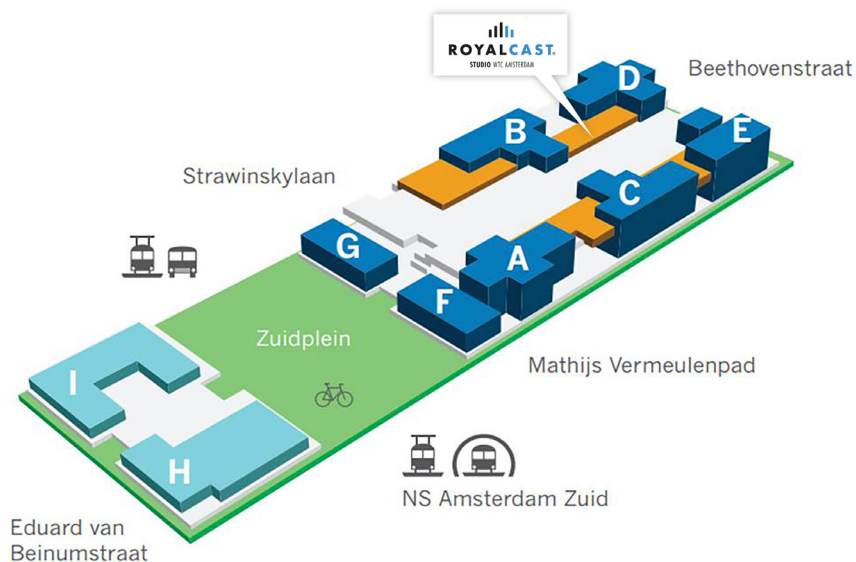 ROYALCAST.
STUDIO WTC AMSTERDAM
D
Beethovenstraat
B
E
Strawinskylaan
C
G
A
F
Zuidplein
Mathijs Vermeulenpad
I
H
NS Amsterdam Zuid
Eduard van
Beinumstraat